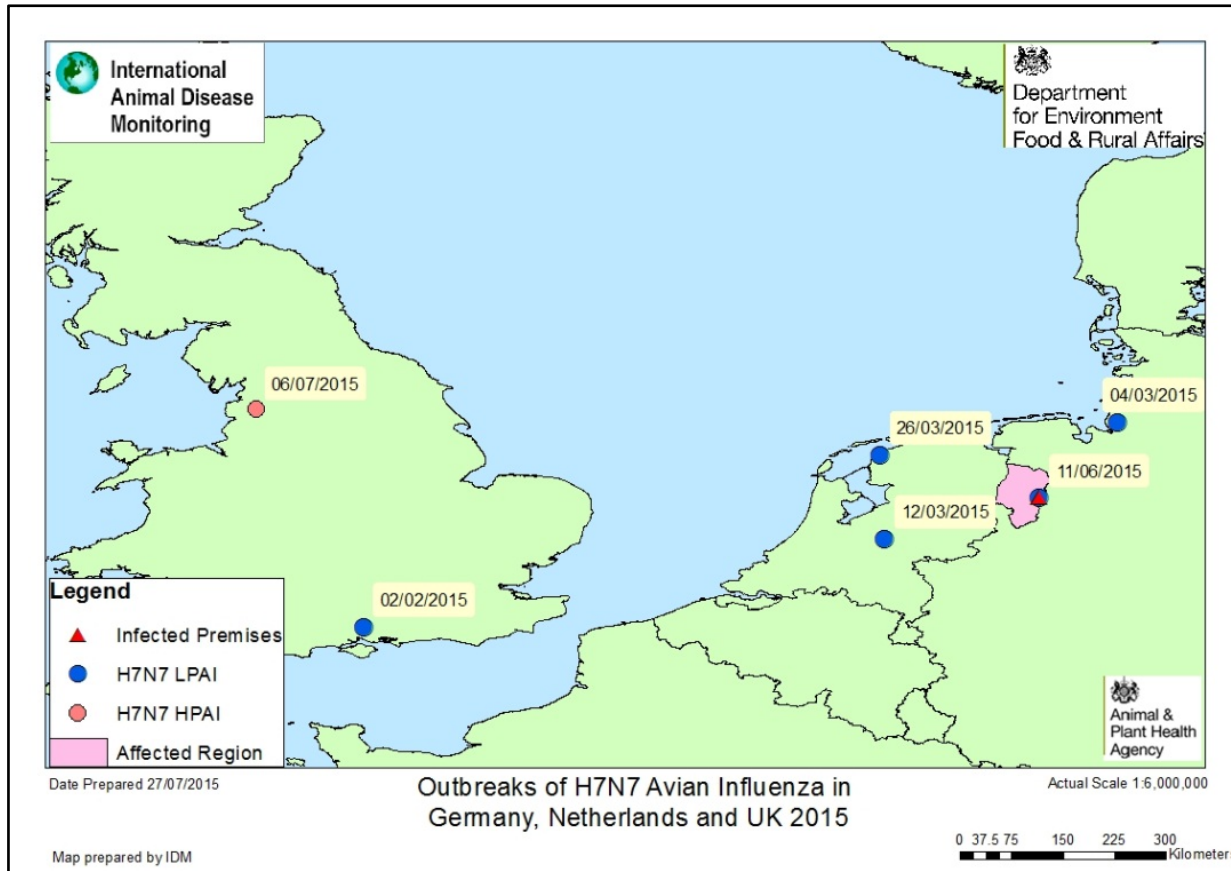 International
Animal Disease
Monitoring
Department
for Environment
Food & Rural Affairs
06/07/2015
04/03/2015
26/03/2015
11/06/2015
12/03/2015
02/02/2015
Legend
Infected Premises
H7N7 LPAI
H7N7 HPAI
Affected Region
Animal &
Plant Health
Agency
Date Prepared 27/07/2015
Outbreaks of H7N7 Avian Influenza in
Germany, Netherlands and UK 2015
Actual Scale 1:6,000,000
0 37.5 75 150 225 300
Kilometers
Map prepared by IDM